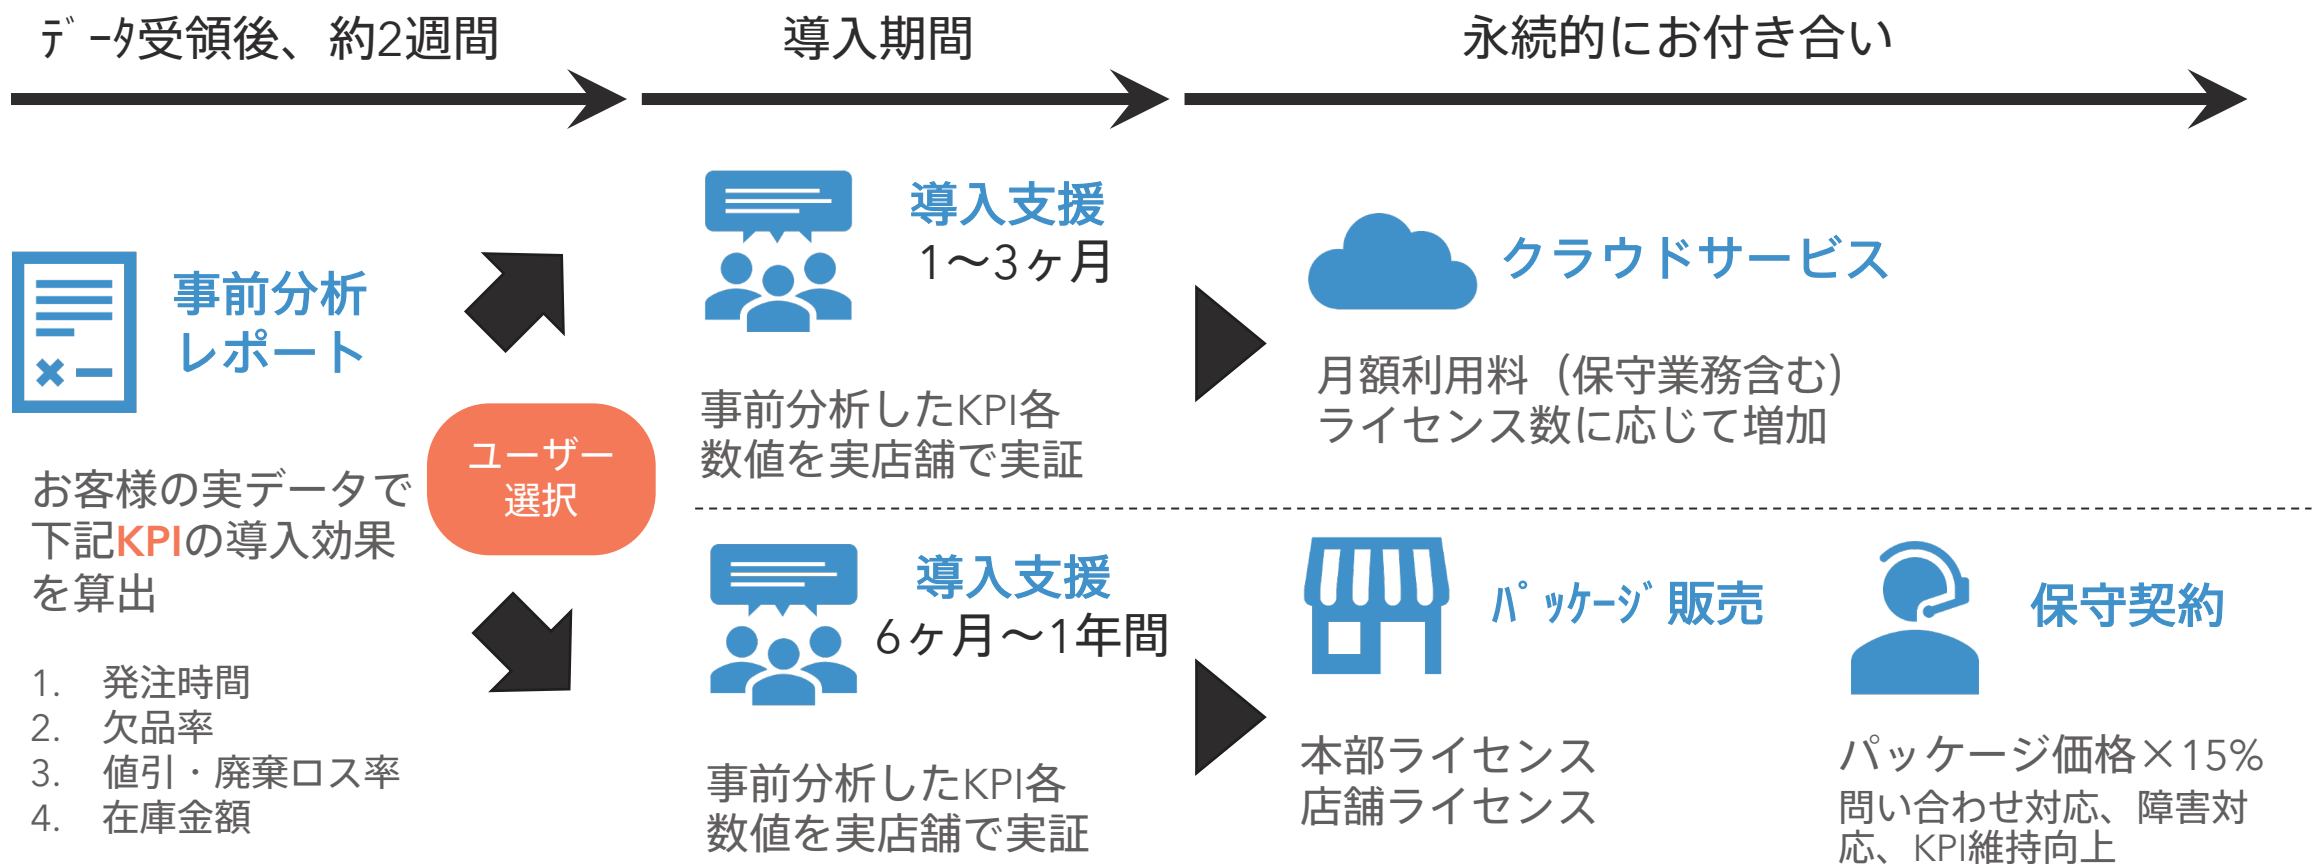 ﾃﾞｰﾀ受領後、約2週間
導入期間
永続的にお付き合い
事前分析
レポート
お客様の実データで
下記KPIの導入効果
を算出
1. 発注時間
2. 欠品率
3. 値引・廃棄ロス率
4. 在庫金額
ユーザー
選択
導入支援
1〜3ヶ月
事前分析したKPI各
数値を実店舗で実証
クラウドサービス
月額利用料（保守業務含む）
ライセンス数に応じて増加
導入支援
6ヶ月〜1年間
事前分析したKPI各
数値を実店舗で実証
ﾊﾟｯｹｰｼﾞ販売
本部ライセンス
店舗ライセンス
保守契約
パッケージ価格×15%
問い合わせ対応、障害対
応、KPI維持向上